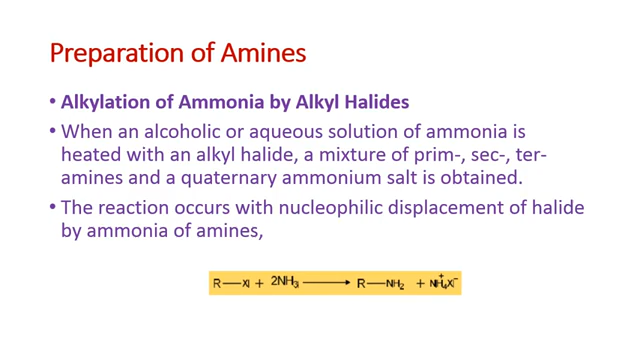 Preparation of Amines
• Alkylation of Ammonia by Alkyl Halides
• When an alcoholic or aqueous solution of ammonia is
heated with an alkyl halide, a mixture of prim-, sec-, ter-
amines and a quaternary ammonium salt is obtained.
• The reaction occurs with nucleophilic displacement of halide
by ammonia of amines,
R—XI + 2NH₃ ⟶ R—NH₂ + N⁺H₄XI⁻